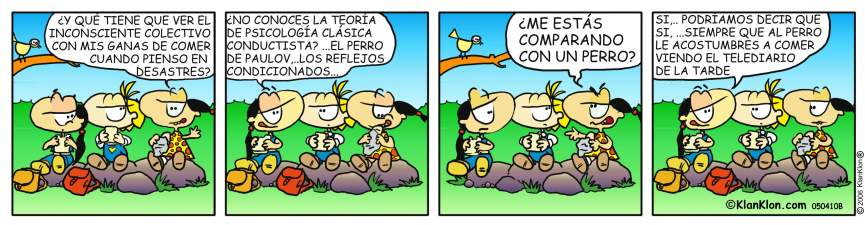 ¿Y QUÉ TIENE QUE VER EL
INCONSCIENTE COLECTIVO
CON MIS GANAS DE COMER
CUANDO PIENSO EN
DESASTRES?
¿NO CONOCES LA TEORÍA
DE PSICOLOGÍA CLÁSICA
CONDUCTISTA? ...EL PERRO
DE PAULOV,..LOS REFLEJOS
CONDICIONADOS...
¿ME ESTÁS
COMPARANDO
CON UN PERRO?
SI,.. PODRÍAMOS DECIR QUE
SI, ...SIEMPRE QUE AL PERRO
LE ACOSTUMBRES A COMER
VIENDO EL TELEDIARIO
DE LA TARDE
©KlanKlon.com 050410B
© 2006 KlanKlon®